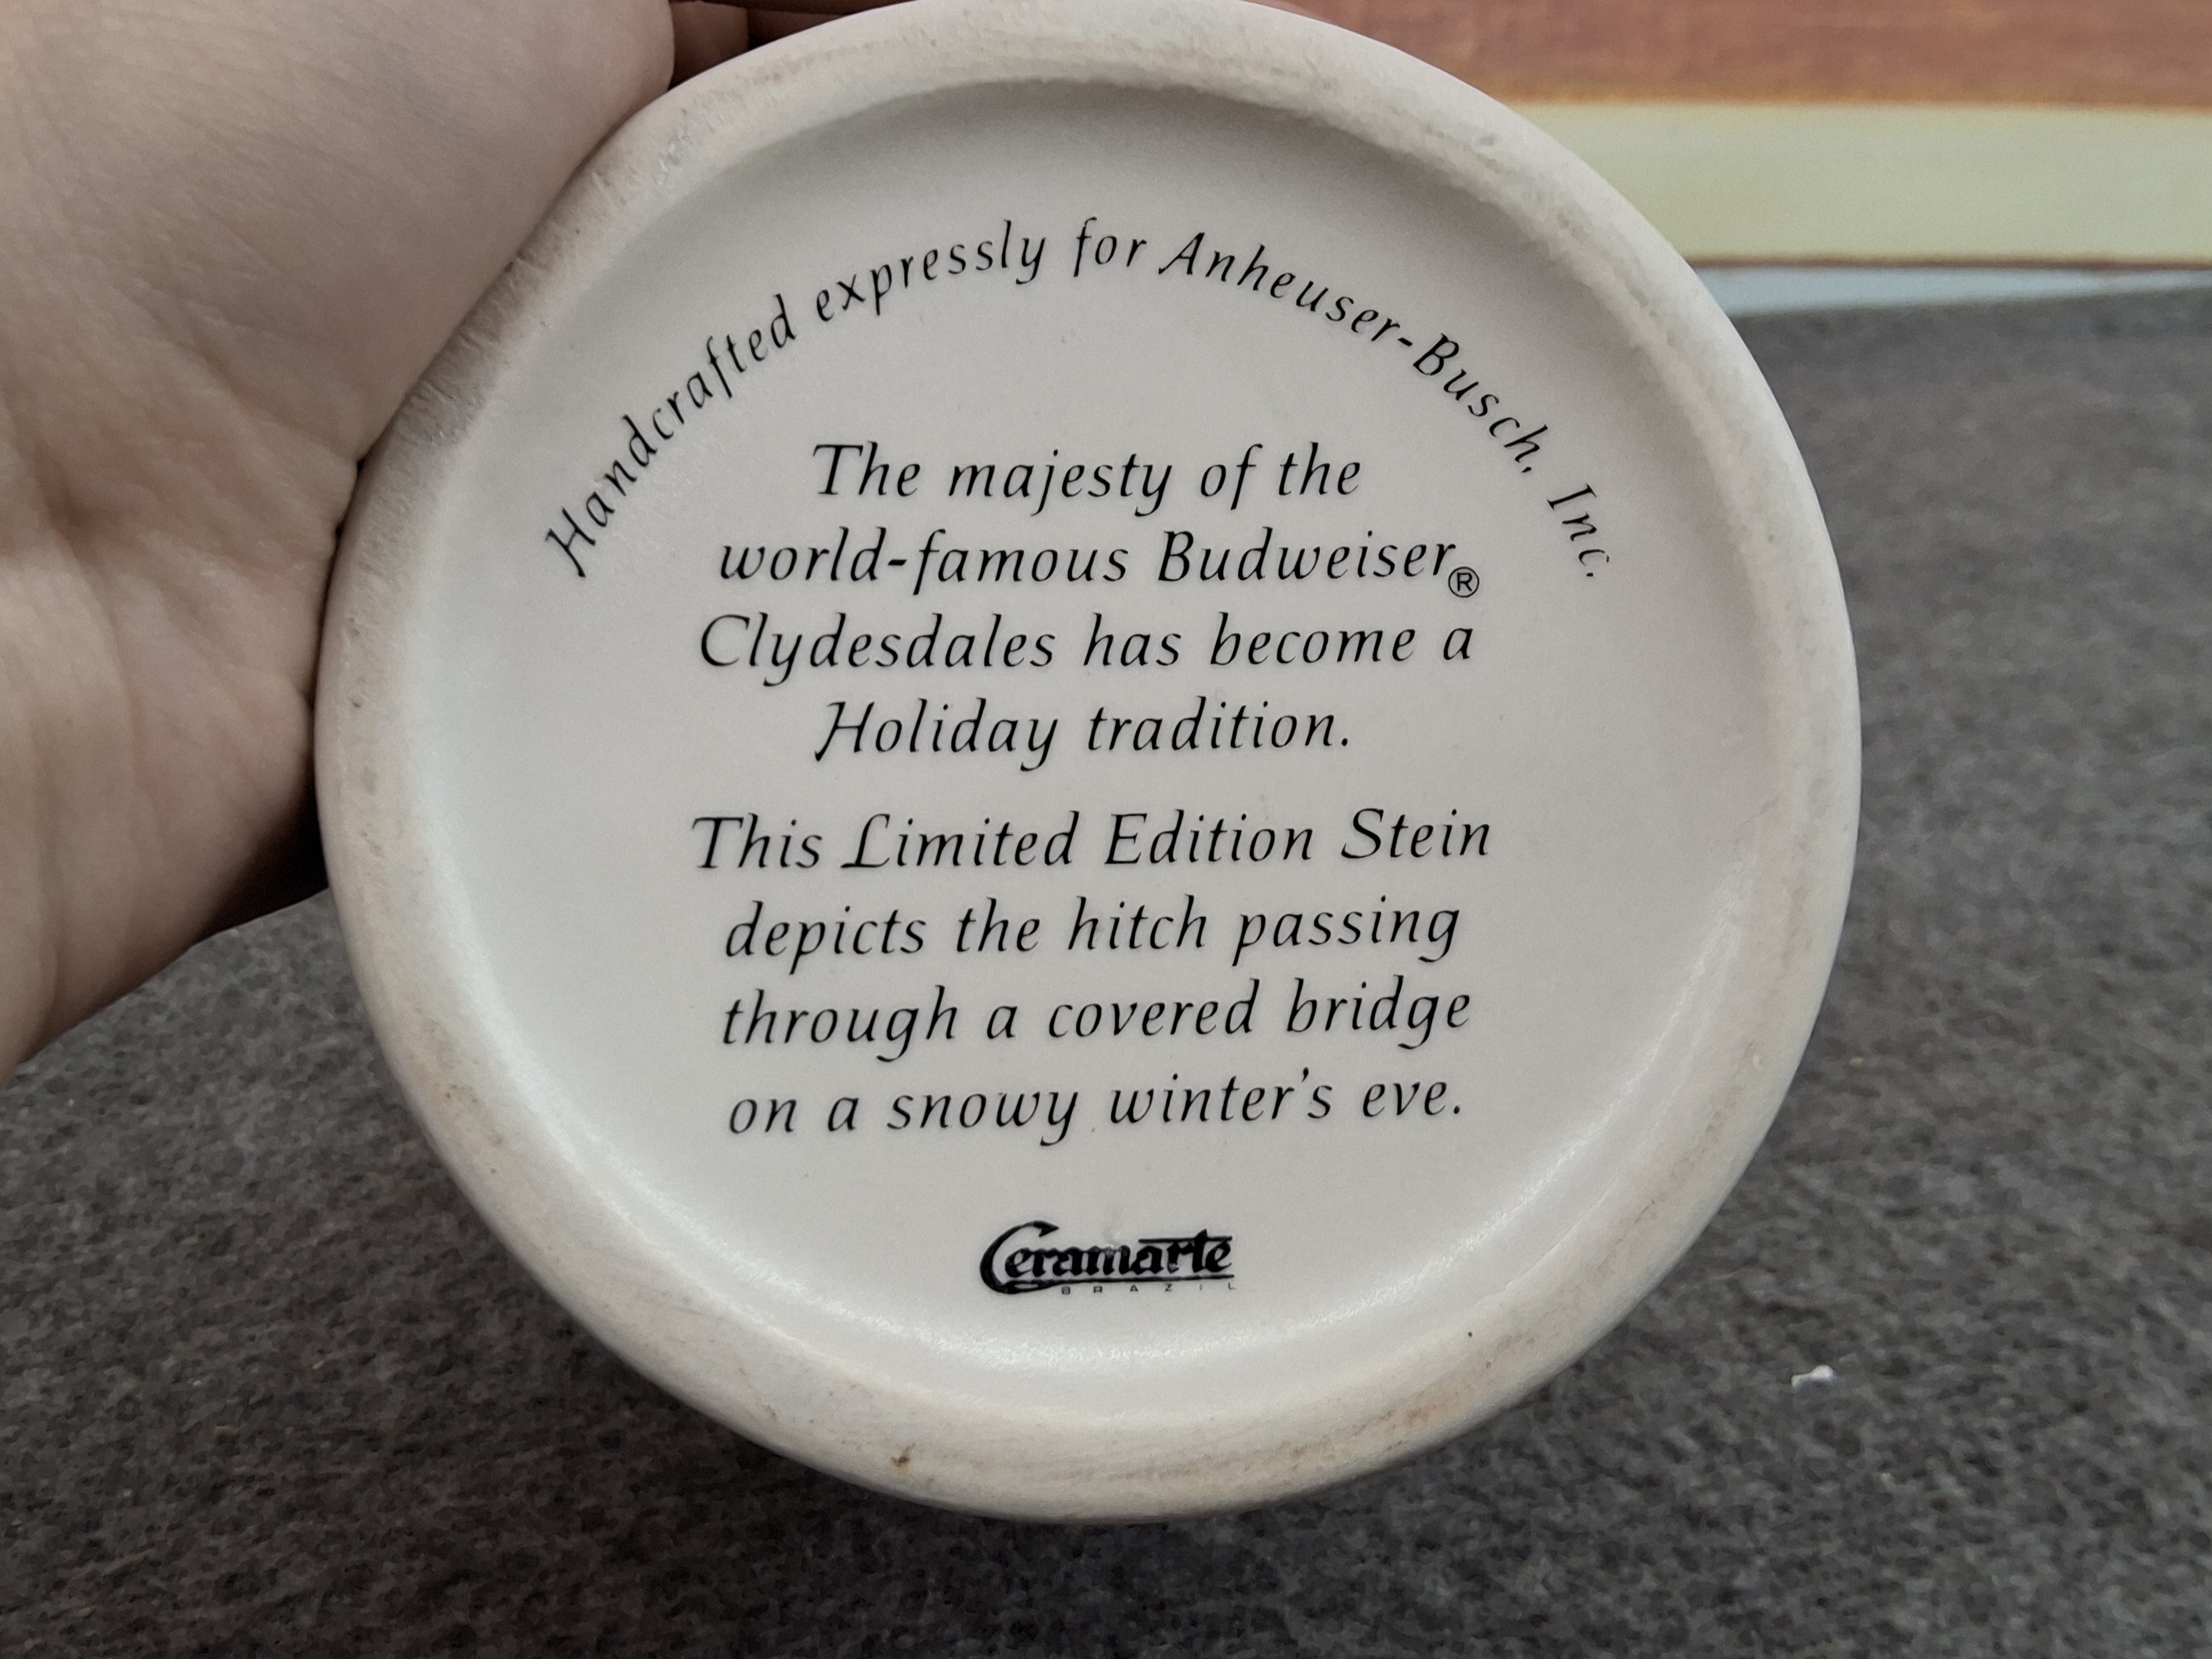 Handcrafted expressly for Anheuser-Busch, Inc.
The majesty of the
world-famous Budweiser®
Clydesdales has become a
Holiday tradition.
This Limited Edition Stein
depicts the hitch passing
through a covered bridge
on a snowy winter's eve.
Ceramarte
BRAZIL